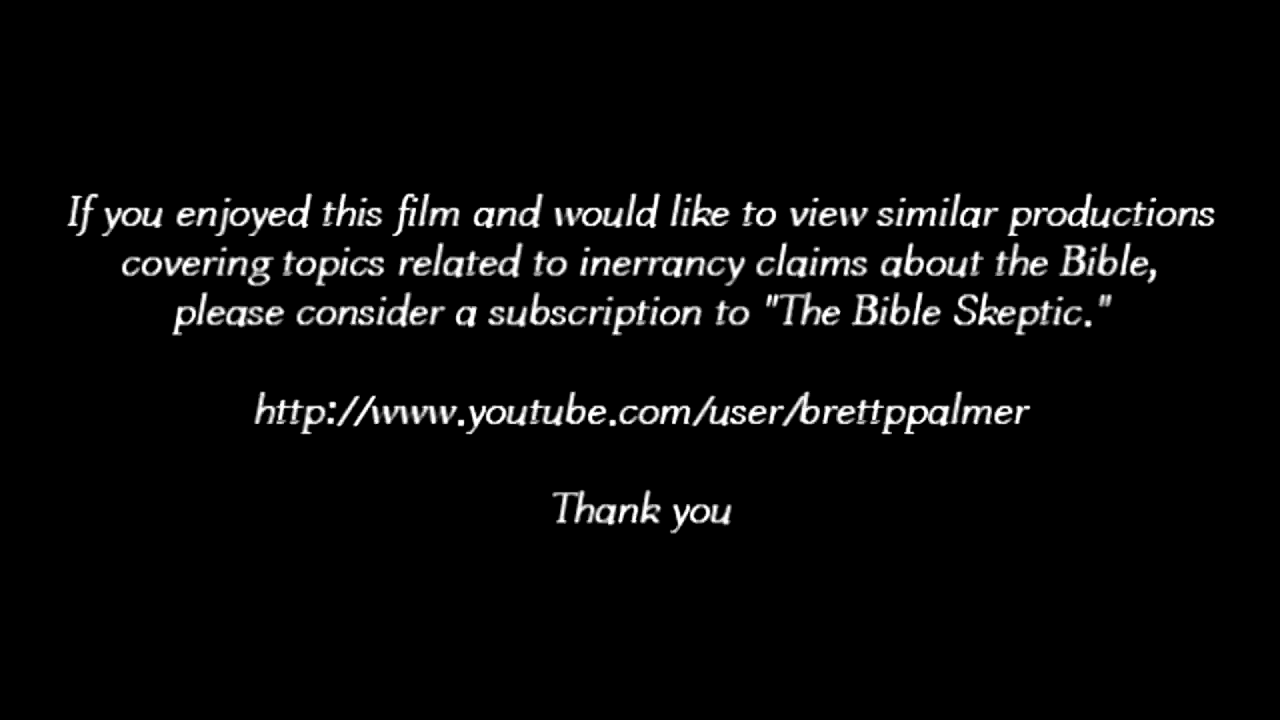 If you enjoyed this film and would like to view similar productions
covering topics related to inerrancy claims about the Bible,
please consider a subscription to "The Bible Skeptic."
http://www.youtube.com/user/brettppalmer
Thank you